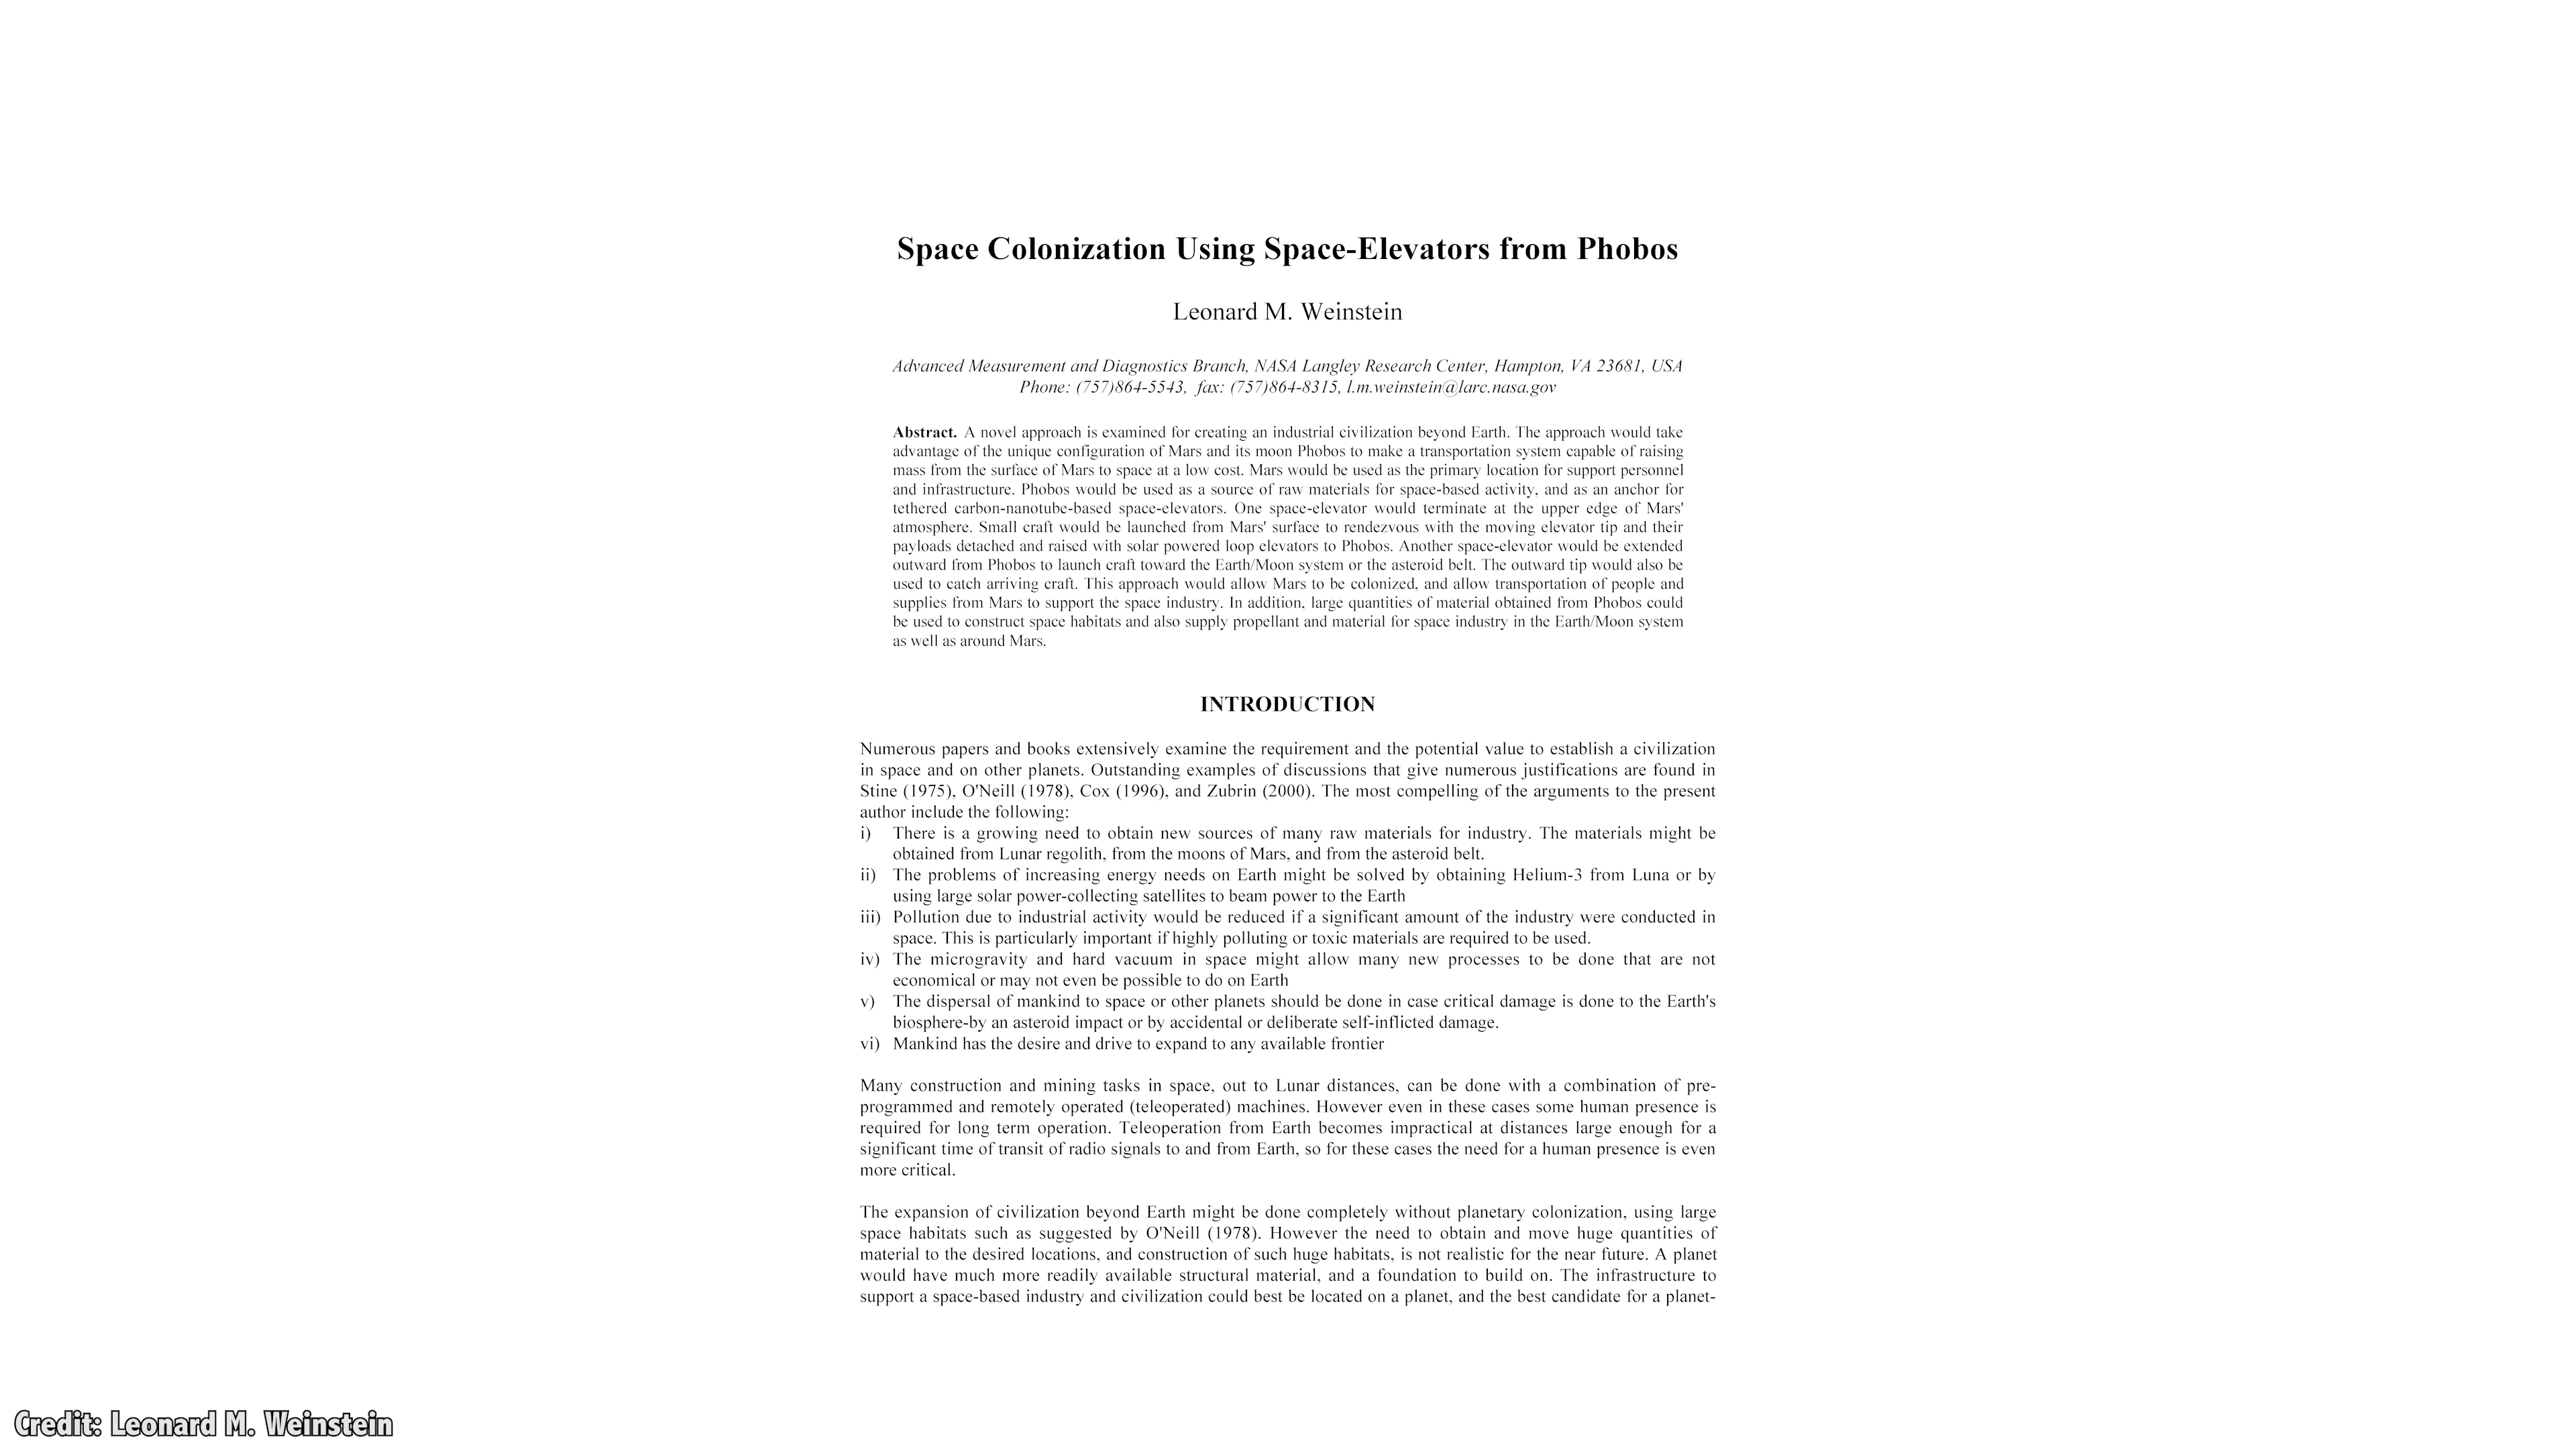 Space Colonization Using Space-Elevators from Phobos
Leonard M. Weinstein
Advanced Measurement and Diagnostics Branch, NASA Langley Research Center, Hampton, VA 23681, USA
Phone: (757)864-5543, fax: (757)864-8315, l.m.weinstein@larc.nasa.gov
Abstract. A novel approach is examined for creating an industrial civilization beyond Earth. The approach would take
advantage of the unique configuration of Mars and its moon Phobos to make a transportation system capable of raising
mass from the surface of Mars to space at a low cost. Mars would be used as the primary location for support personnel
and infrastructure. Phobos would be used as a source of raw materials for space-based activity, and as an anchor for
tethered carbon-nanotube-based space-elevators. One space-elevator would terminate at the upper edge of Mars'
atmosphere. Small craft would be launched from Mars' surface to rendezvous with the moving elevator tip and their
payloads detached and raised with solar powered loop elevators to Phobos. Another space-elevator would be extended
outward from Phobos to launch craft toward the Earth/Moon system or the asteroid belt. The outward tip would also be
used to catch arriving craft. This approach would allow Mars to be colonized, and allow transportation of people and
supplies from Mars to support the space industry. In addition, large quantities of material obtained from Phobos could
be used to construct space habitats and also supply propellant and material for space industry in the Earth/Moon system
as well as around Mars.
INTRODUCTION
Numerous papers and books extensively examine the requirement and the potential value to establish a civilization
in space and on other planets. Outstanding examples of discussions that give numerous justifications are found in
Stine (1975), O'Neill (1978), Cox (1996), and Zubrin (2000). The most compelling of the arguments to the present
author include the following:
i) There is a growing need to obtain new sources of many raw materials for industry. The materials might be
obtained from Lunar regolith, from the moons of Mars, and from the asteroid belt.
ii) The problems of increasing energy needs on Earth might be solved by obtaining Helium-3 from Luna or by
using large solar power-collecting satellites to beam power to the Earth
iii) Pollution due to industrial activity would be reduced if a significant amount of the industry were conducted in
space. This is particularly important if highly polluting or toxic materials are required to be used.
iv) The microgravity and hard vacuum in space might allow many new processes to be done that are not
economical or may not even be possible to do on Earth
v) The dispersal of mankind to space or other planets should be done in case critical damage is done to the Earth's
biosphere-by an asteroid impact or by accidental or deliberate self-inflicted damage.
vi) Mankind has the desire and drive to expand to any available frontier
Many construction and mining tasks in space, out to Lunar distances, can be done with a combination of pre-
programmed and remotely operated (teleoperated) machines. However even in these cases some human presence is
required for long term operation. Teleoperation from Earth becomes impractical at distances large enough for a
significant time of transit of radio signals to and from Earth, so for these cases the need for a human presence is even
more critical.
The expansion of civilization beyond Earth might be done completely without planetary colonization, using large
space habitats such as suggested by O'Neill (1978). However the need to obtain and move huge quantities of
material to the desired locations, and construction of such huge habitats, is not realistic for the near future. A planet
would have much more readily available structural material, and a foundation to build on. The infrastructure to
support a space-based industry and civilization could best be located on a planet, and the best candidate for a planet-
Credit: Leonard M. Weinstein